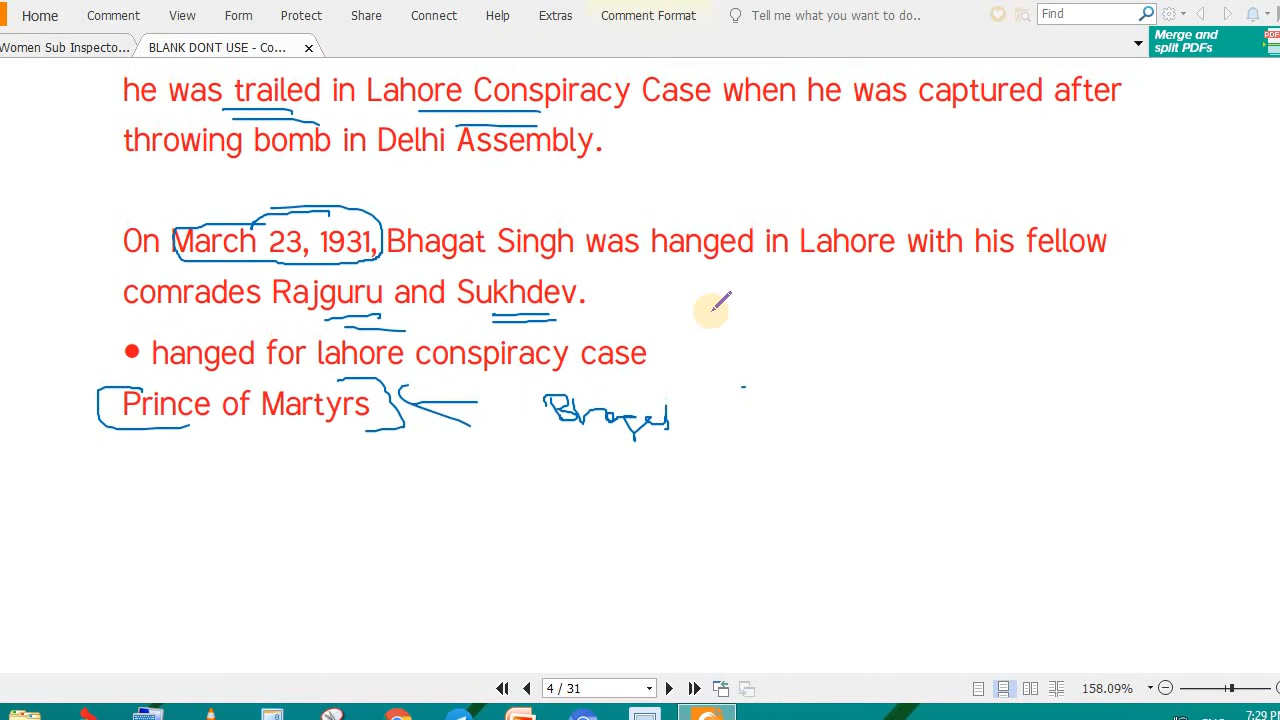 Home Comment View Form Protect Share Connect Help Extras Comment Format Tell me what you want to do.. Find
Women Sub Inspecto... BLANK DONT USE - Co... Merge and
split PDFs
he was trailed in Lahore Conspiracy Case when he was captured after
throwing bomb in Delhi Assembly.
On March 23, 1931, Bhagat Singh was hanged in Lahore with his fellow
comrades Rajguru and Sukhdev.
• hanged for lahore conspiracy case
Prince of Martyrs
4 / 31 158.09%
7:29 P